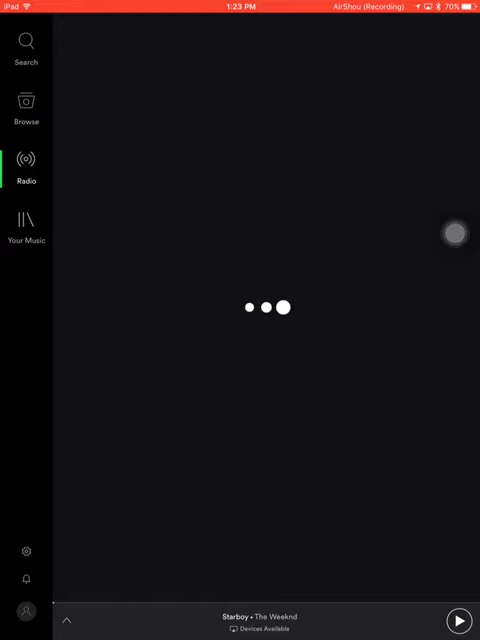 iPad 1:23 PM AirShou (Recording) 70%
Search
Browse
Radio
Your Music
Starboy • The Weeknd
Devices Available